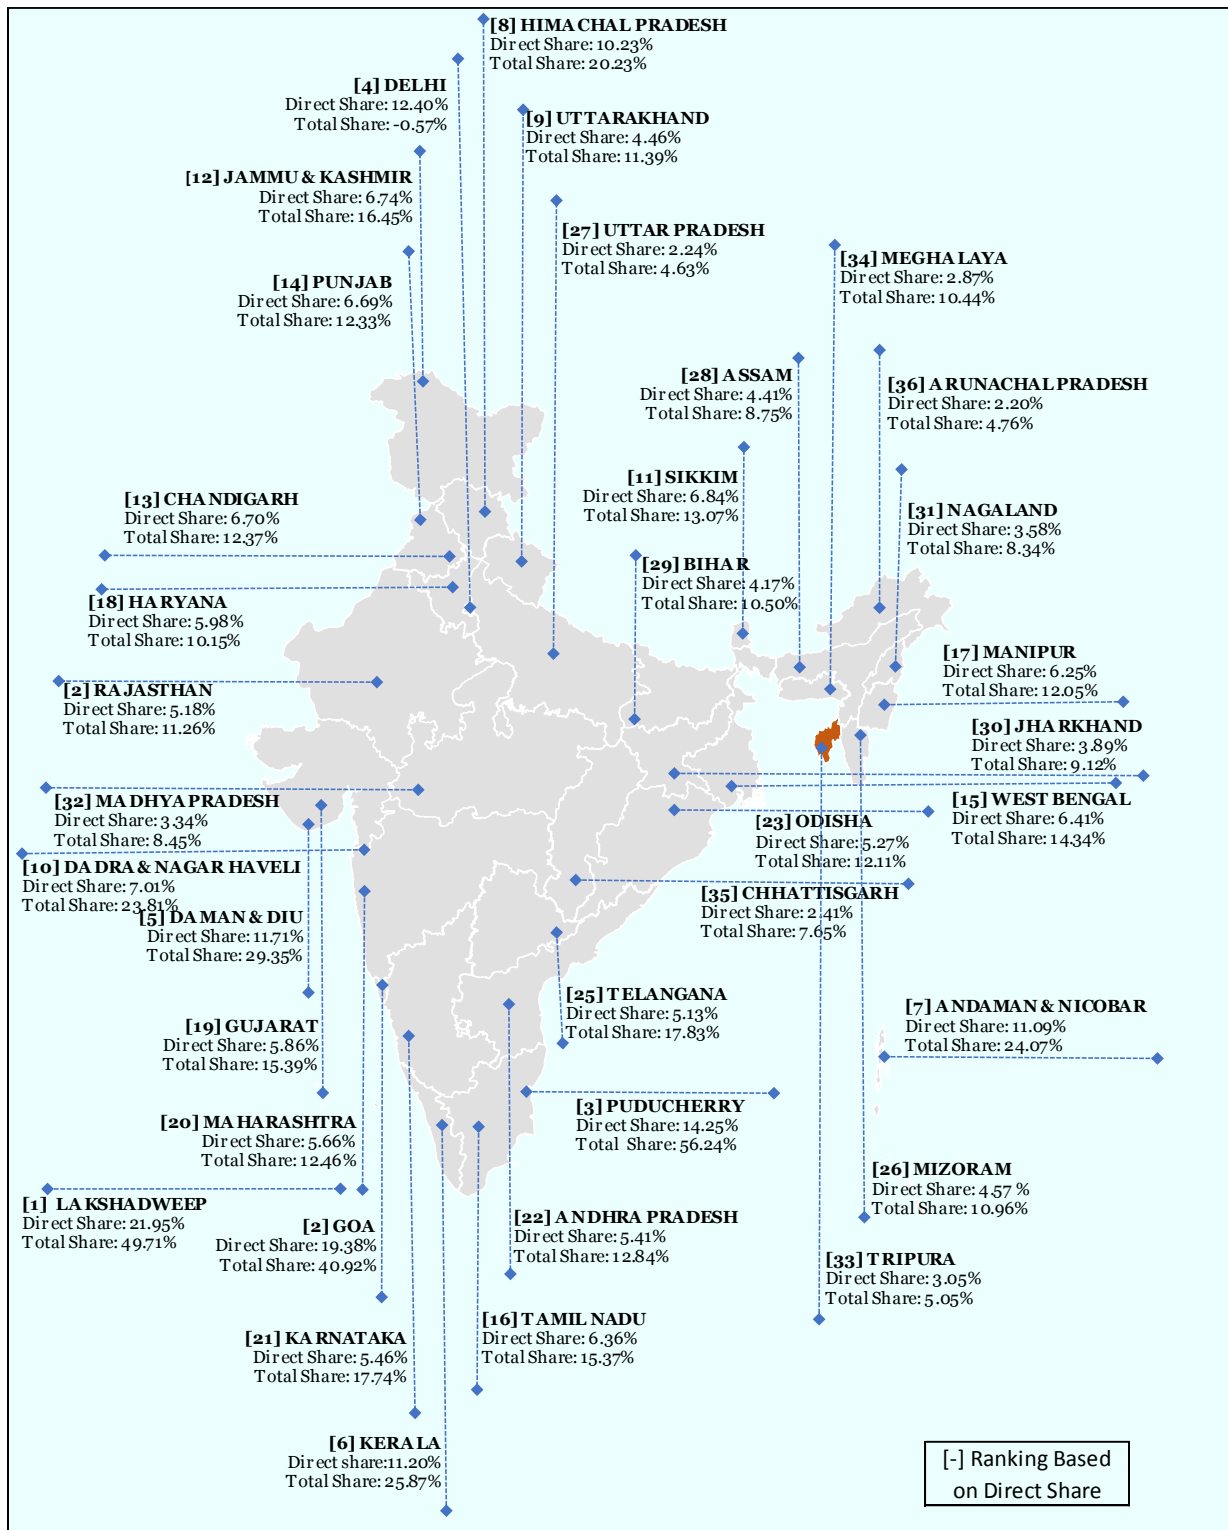 [8] HIMACHAL PRADESH
Direct Share: 10.23%
Total Share: 20.23%
[4] DELHI
Direct Share: 12.40%
Total Share: -0.57%
[9] UTTARAKHAND
Direct Share: 4.46%
Total Share: 11.39%
[12] JAMMU & KASHMIR
Direct Share: 6.74%
Total Share: 16.45%
[27] UTTAR PRADESH
Direct Share: 2.24%
Total Share: 4.63%
[34] MEGHALAYA
Direct Share: 2.87%
Total Share: 10.44%
[14] PUNJAB
Direct Share: 6.69%
Total Share: 12.33%
[28] ASSAM
Direct Share: 4.41%
Total Share: 8.75%
[36] ARUNACHAL PRADESH
Direct Share: 2.20%
Total Share: 4.76%
[11] SIKKIM
Direct Share: 6.84%
Total Share: 13.07%
[13] CHANDIGARH
Direct Share: 6.70%
Total Share: 12.37%
[31] NAGALAND
Direct Share: 3.58%
Total Share: 8.34%
[29] BIHAR
Direct Share: 4.17%
Total Share: 10.50%
[18] HARYANA
Direct Share: 5.98%
Total Share: 10.15%
[17] MANIPUR
Direct Share: 6.25%
Total Share: 12.05%
[2] RAJASTHAN
Direct Share: 5.18%
Total Share: 11.26%
[30] JHARKHAND
Direct Share: 3.89%
Total Share: 9.12%
[32] MADHYA PRADESH
Direct Share: 3.34%
Total Share: 8.45%
[15] WEST BENGAL
Direct Share: 6.41%
Total Share: 14.34%
[23] ODISHA
Direct Share: 5.27%
Total Share: 12.11%
[10] DADRA & NAGAR HAVELI
Direct Share: 7.01%
Total Share: 23.81%
[35] CHHATTISGARH
Direct Share: 2.41%
Total Share: 7.65%
[5] DAMAN & DIU
Direct Share: 11.71%
Total Share: 29.35%
[25] TELANGANA
Direct Share: 5.13%
Total Share: 17.83%
[7] ANDAMAN & NICOBAR
Direct Share: 11.09%
Total Share: 24.07%
[19] GUJARAT
Direct Share: 5.86%
Total Share: 15.39%
[3] PUDUCHERRY
Direct Share: 14.25%
Total Share: 56.24%
[20] MAHARASHTRA
Direct Share: 5.66%
Total Share: 12.46%
[26] MIZORAM
Direct Share: 4.57 %
Total Share: 10.96%
[1] LAKSHADWEEP
Direct Share: 21.95%
Total Share: 49.71%
[2] GOA
Direct Share: 19.38%
Total Share: 40.92%
[22] ANDHRA PRADESH
Direct Share: 5.41%
Total Share: 12.84%
[33] TRIPURA
Direct Share: 3.05%
Total Share: 5.05%
[16] TAMIL NADU
Direct Share: 6.36%
Total Share: 15.37%
[21] KARNATAKA
Direct Share: 5.46%
Total Share: 17.74%
[6] KERALA
Direct share:11.20%
Total Share: 25.87%
[-] Ranking Based
on Direct Share